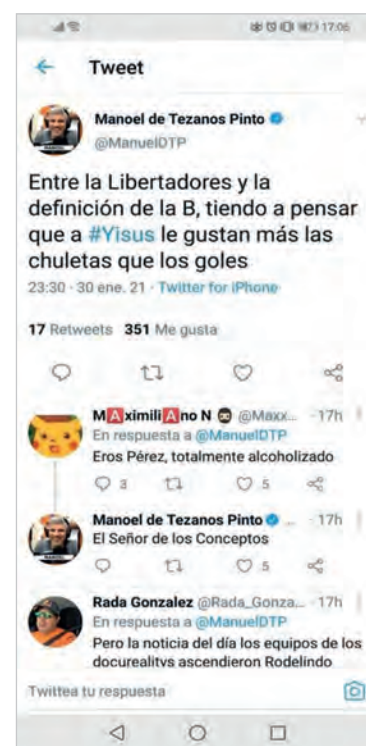 17:06
Tweet
Manoel de Tezanos Pinto
@ManuelDTP
Entre la Libertadores y la
definición de la B, tiendo a pensar
que a #Yisus le gustan más las
chuletas que los goles
23:30 · 30 ene. 21 · Twitter for iPhone
17 Retweets 351 Me gusta
M🅰ximili🅰no N @Maxx... · 17h
En respuesta a @ManuelDTP
Eros Pérez, totalmente alcoholizado
3 5
Manoel de Tezanos Pinto ... · 17h
El Señor de los Conceptos
5
Rada Gonzalez @Rada_Gonza... · 17h
En respuesta a @ManuelDTP
Pero la noticia del día los equipos de los
docurealitvs ascendieron Rodelindo
Twittea tu respuesta